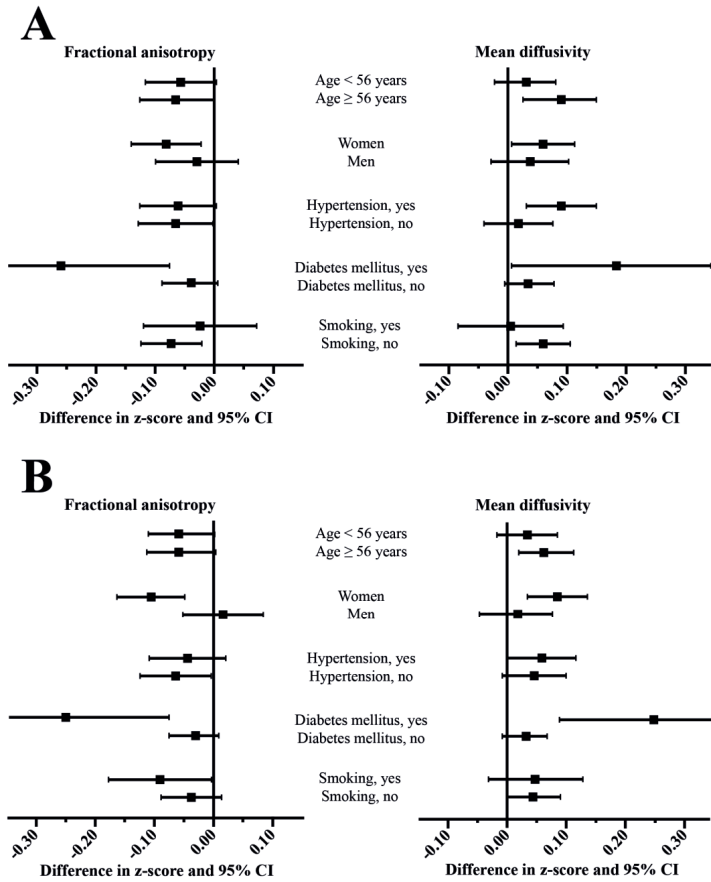 A
Fractional anisotropy
Mean diffusivity
Age < 56 years
Age ≥ 56 years
Women
Men
Hypertension, yes
Hypertension, no
Diabetes mellitus, yes
Diabetes mellitus, no
Smoking, yes
Smoking, no
-0.30 -0.20 -0.10 0.00 0.10
-0.10 0.00 0.10 0.20 0.30
Difference in z-score and 95% CI
Difference in z-score and 95% CI
B
Fractional anisotropy
Mean diffusivity
Age < 56 years
Age ≥ 56 years
Women
Men
Hypertension, yes
Hypertension, no
Diabetes mellitus, yes
Diabetes mellitus, no
Smoking, yes
Smoking, no
-0.30 -0.20 -0.10 0.00 0.10
-0.10 0.00 0.10 0.20 0.30
Difference in z-score and 95% CI
Difference in z-score and 95% CI